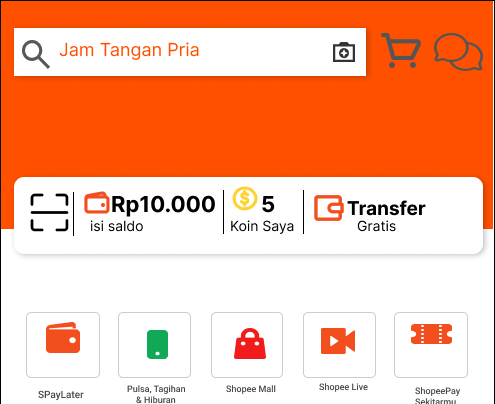 Jam Tangan Pria
Rp10.000
isi saldo
5
Koin Saya
Transfer
Gratis
SPayLater
Pulsa, Tagihan
& Hiburan
Shopee Mall
Shopee Live
ShopeePay
Sekitarmu